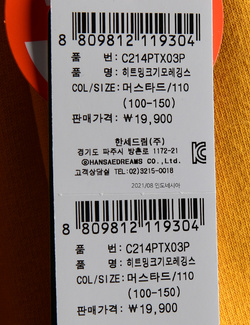 8 809812 119304
품 번: C214PTX03P
품 명: 히트밍크기모레깅스
COL/SIZE: 머스타드/110
(100-150)
판매가격: ₩19,900
한세드림(주)
경기도 파주시 방촌로 1172-21
ⓒHANSAEDREAMS CO.,Ltd.
고객상담실 TEL:02)3215-0018
2021/08 인도네시아
8 809812 119304
품 번: C214PTX03P
품 명: 히트밍크기모레깅스
COL/SIZE: 머스타드/110
(100-150)
판매가격: ₩19,900